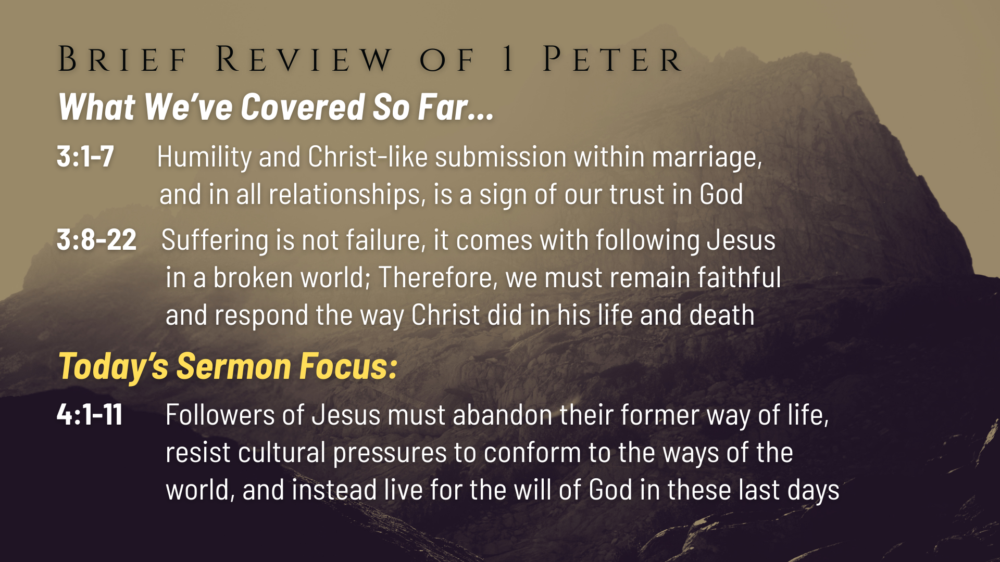 Brief Review of 1 Peter
What We’ve Covered So Far...
3:1-7 Humility and Christ-like submission within marriage,
and in all relationships, is a sign of our trust in God
3:8-22 Suffering is not failure, it comes with following Jesus
in a broken world; Therefore, we must remain faithful
and respond the way Christ did in his life and death
Today’s Sermon Focus:
4:1-11 Followers of Jesus must abandon their former way of life,
resist cultural pressures to conform to the ways of the
world, and instead live for the will of God in these last days